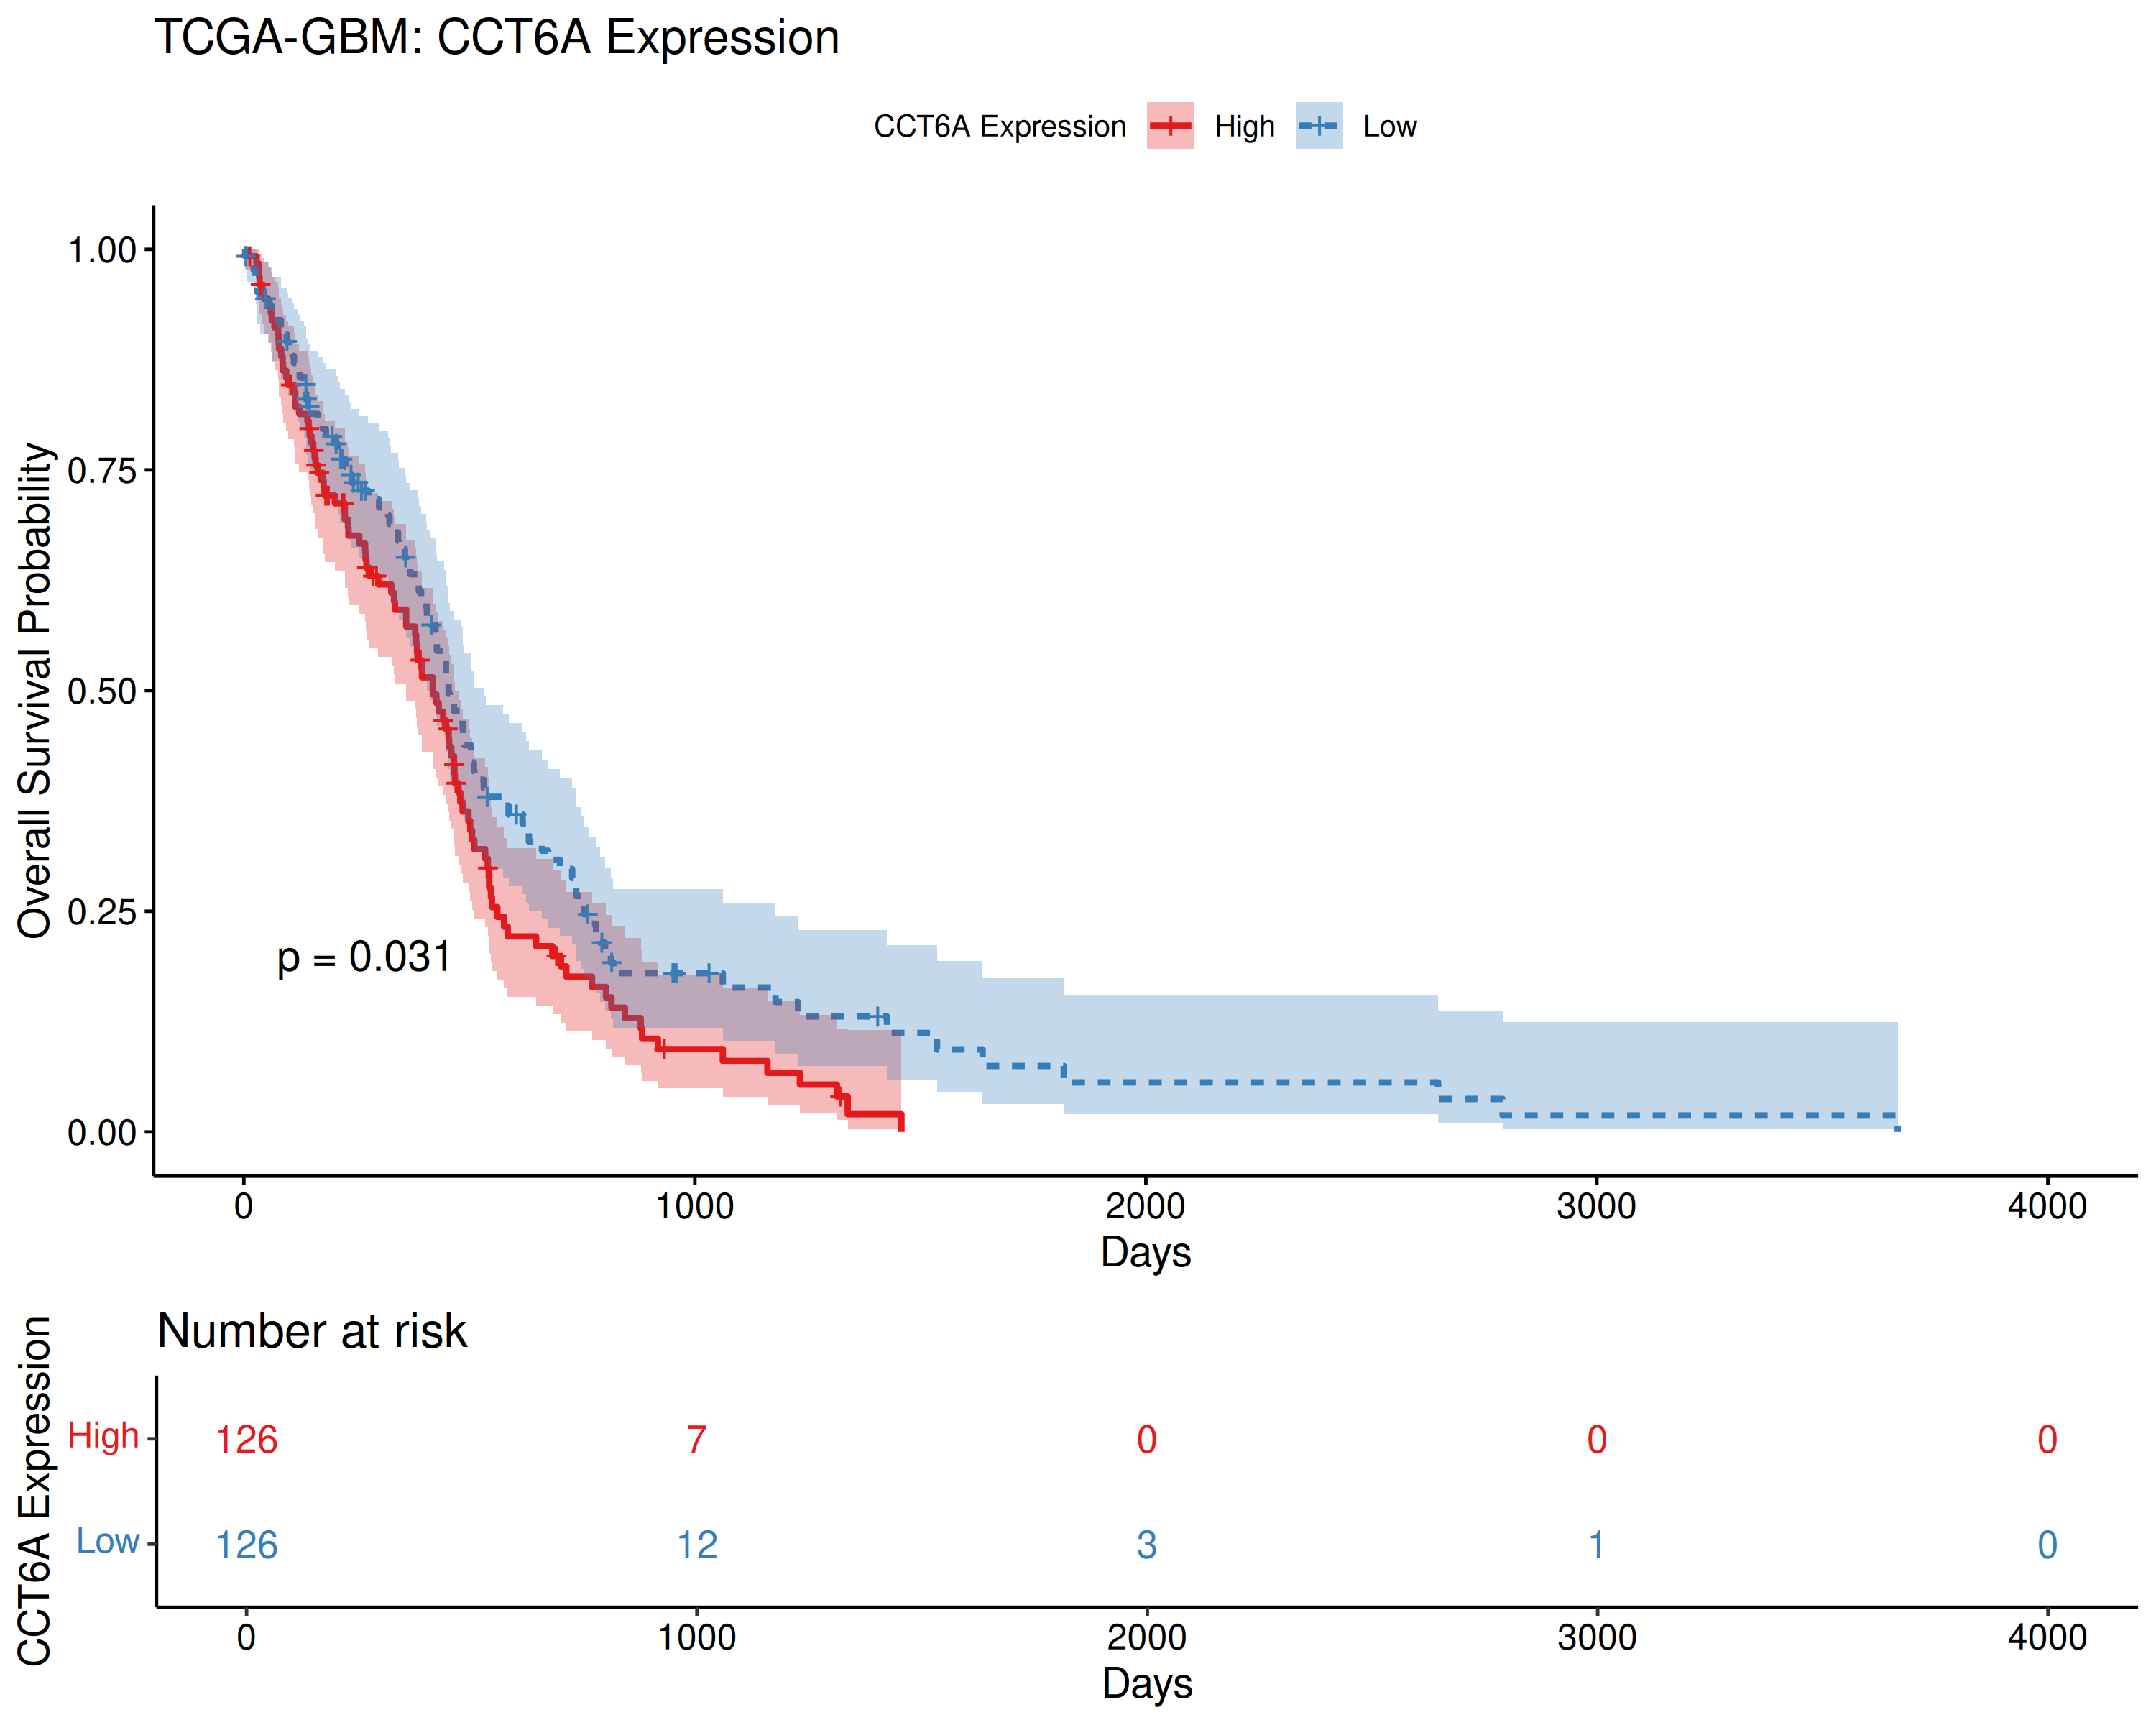 TCGA-GBM: CCT6A Expression
CCT6A Expression High Low
Overall Survival Probability
1.00
0.75
0.50
0.25
0.00
p = 0.031
0 1000 2000 3000 4000
Days
Number at risk
CCT6A Expression
High 126 7 0 0 0
Low 126 12 3 1 0
0 1000 2000 3000 4000
Days